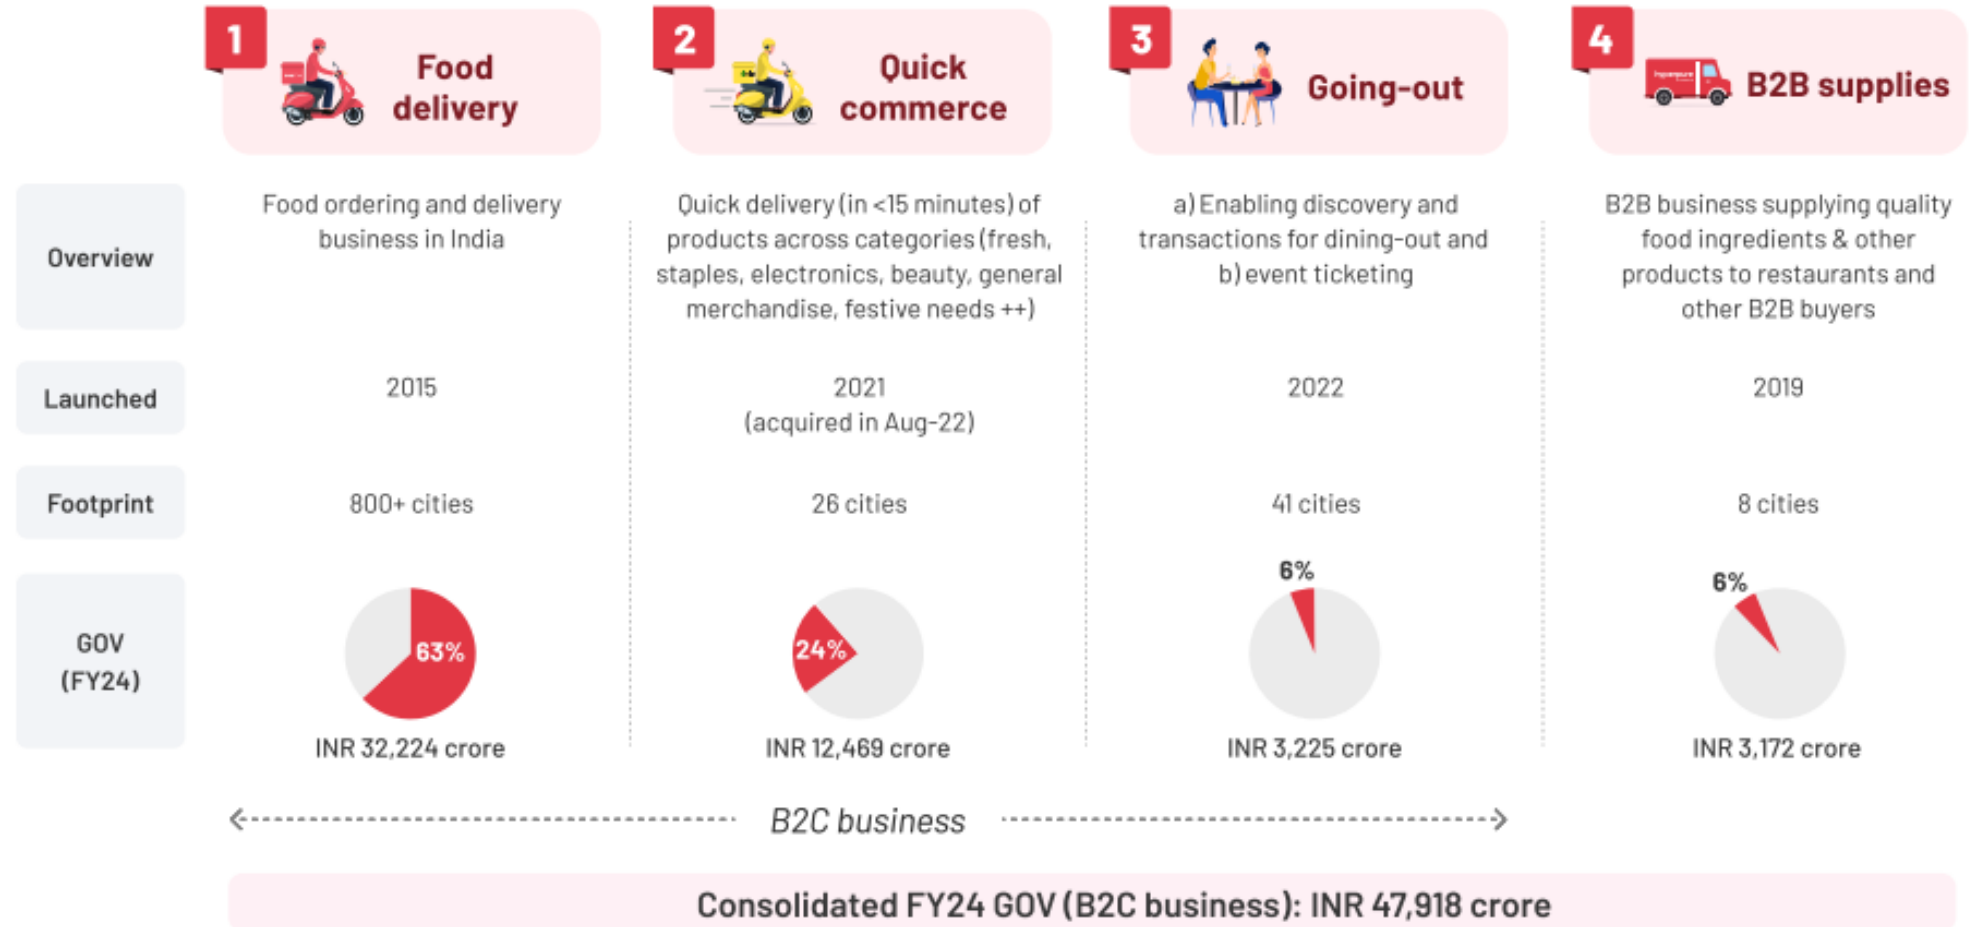 1
Food
delivery
2
Quick
commerce
3
Going-out
4
hyperpure
B2B supplies
Overview
Food ordering and delivery
business in India
Quick delivery (in <15 minutes) of
products across categories (fresh,
staples, electronics, beauty, general
merchandise, festive needs ++)
a) Enabling discovery and
transactions for dining-out and
b) event ticketing
B2B business supplying quality
food ingredients & other
products to restaurants and
other B2B buyers
Launched
2015
2021
(acquired in Aug-22)
2022
2019
Footprint
800+ cities
26 cities
41 cities
8 cities
GOV
(FY24)
63%
INR 32,224 crore
24%
INR 12,469 crore
6%
INR 3,225 crore
6%
INR 3,172 crore
B2C business
Consolidated FY24 GOV (B2C business): INR 47,918 crore